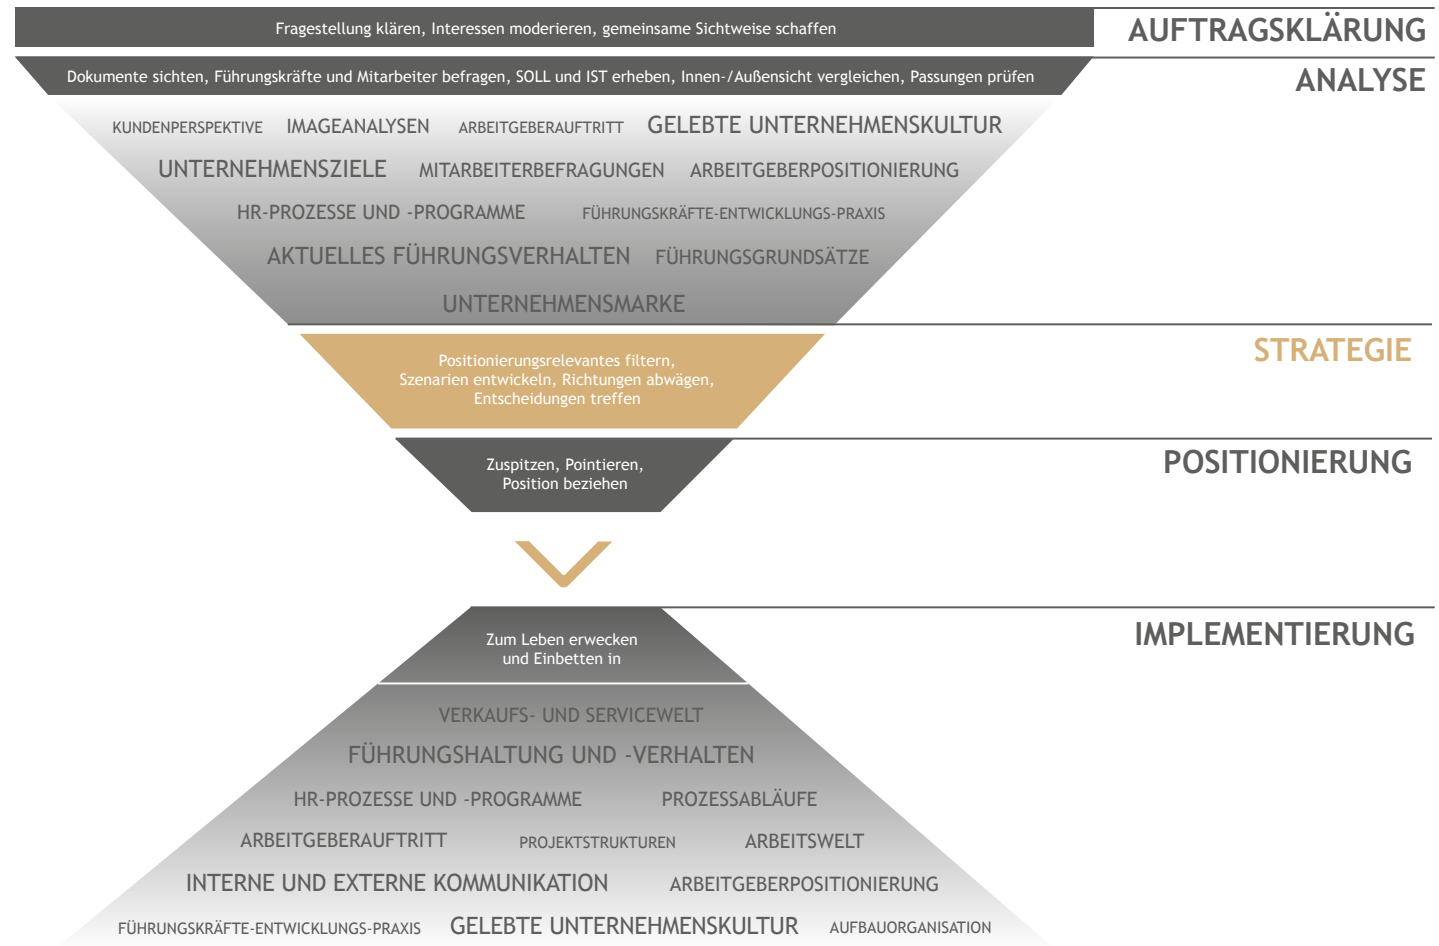 Fragestellung klären, Interessen moderieren, gemeinsame Sichtweise schaffen
AUFTRAGSKLÄRUNG
Dokumente sichten, Führungskräfte und Mitarbeiter befragen, SOLL und IST erheben, Innen-/Außensicht vergleichen, Passungen prüfen
ANALYSE
KUNDENPERSPEKTIVE IMAGEANALYSEN ARBEITGEBERAUFTRITT GELEBTE UNTERNEHMENSKULTUR
UNTERNEHMENSZIELE MITARBEITERBEFRAGUNGEN ARBEITGEBERPOSITIONIERUNG
HR-PROZESSE UND -PROGRAMME FÜHRUNGSKRÄFTE-ENTWICKLUNGS-PRAXIS
AKTUELLES FÜHRUNGSVERHALTEN FÜHRUNGSGRUNDSÄTZE
UNTERNEHMENSMARKE
STRATEGIE
Positionierungsrelevantes filtern,
Szenarien entwickeln, Richtungen abwägen,
Entscheidungen treffen
POSITIONIERUNG
Zuspitzen, Pointieren,
Position beziehen
IMPLEMENTIERUNG
Zum Leben erwecken
und Einbetten in
VERKAUFS- UND SERVICEWELT
FÜHRUNGSHALTUNG UND -VERHALTEN
HR-PROZESSE UND -PROGRAMME PROZESSABLÄUFE
ARBEITGEBERAUFTRITT PROJEKTSTRUKTUREN ARBEITSWELT
INTERNE UND EXTERNE KOMMUNIKATION ARBEITGEBERPOSITIONIERUNG
FÜHRUNGSKRÄFTE-ENTWICKLUNGS-PRAXIS GELEBTE UNTERNEHMENSKULTUR AUFBAUORGANISATION